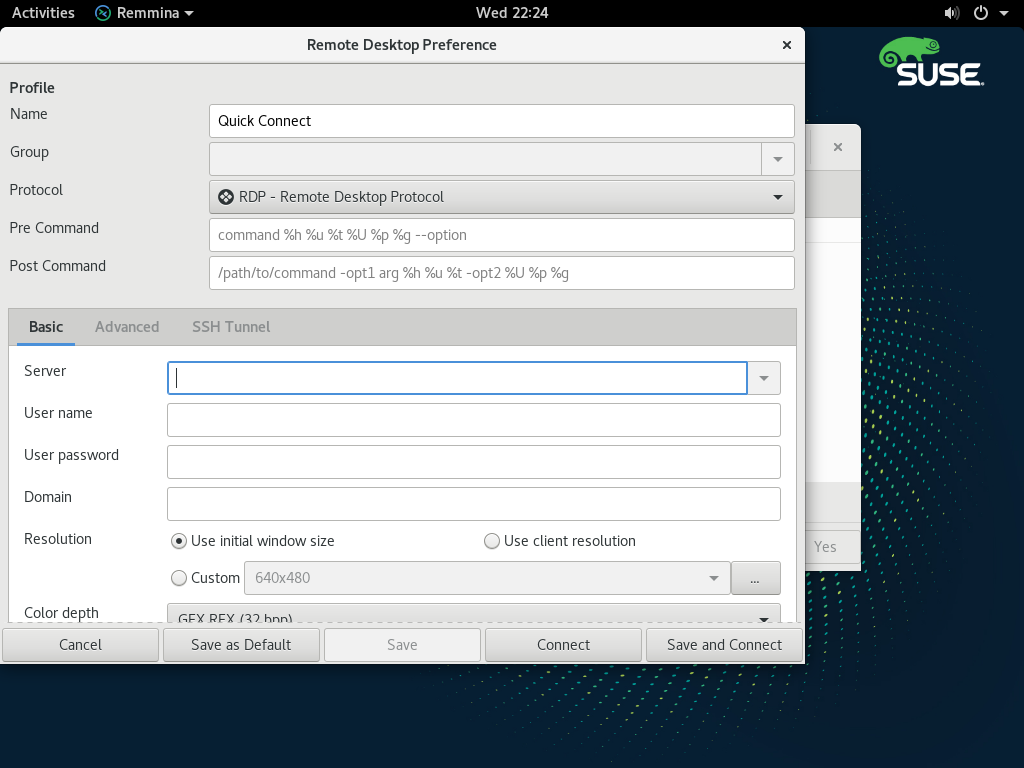 Activities Remmina Wed 22:24
Remote Desktop Preference
SUSE
Profile
Name Quick Connect
Group
Protocol RDP - Remote Desktop Protocol
Pre Command command %h %u %t %U %p %g --option
Post Command /path/to/command -opt1 arg %h %u %t -opt2 %U %p %g
Basic Advanced SSH Tunnel
Server
User name
User password
Domain
Resolution Use initial window size Use client resolution
Yes
Custom 640x480 ...
Color depth GFX RFX (32 bpp)
Cancel Save as Default Save Connect Save and Connect